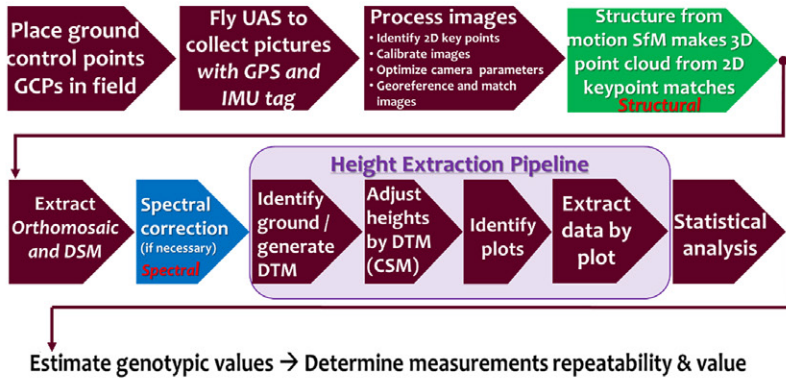 Place ground
control points
GCPs in field
Fly UAS to
collect pictures
with GPS and
IMU tag
Process images
• Identify 2D key points
• Calibrate images
• Optimize camera parameters
• Georeference and match
images
Structure from
motion SfM makes 3D
point cloud from 2D
keypoint matches
Structural
Height Extraction Pipeline
Extract
Orthomosaic
and DSM
Spectral
correction
(if necessary)
Spectral
Identify
ground /
generate
DTM
Adjust
heights
by DTM
(CSM)
Identify
plots
Extract
data by
plot
Statistical
analysis
Estimate genotypic values → Determine measurements repeatability & value